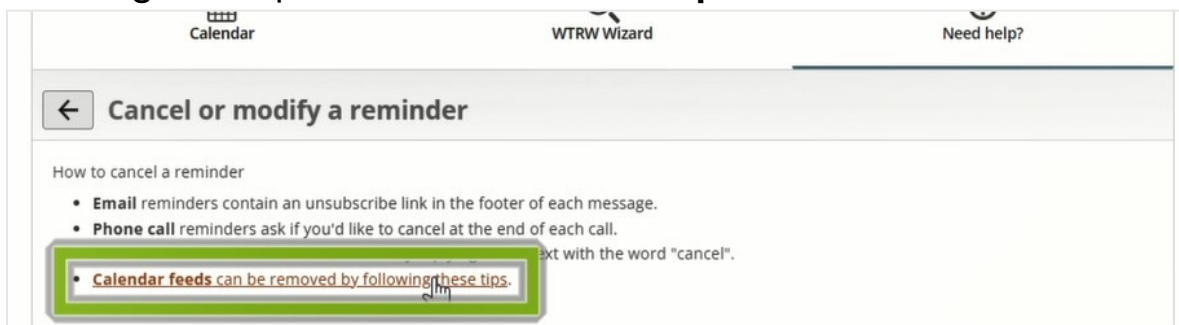 Calendar
WTRW Wizard
Need help?
Cancel or modify a reminder
How to cancel a reminder
• Email reminders contain an unsubscribe link in the footer of each message.
• Phone call reminders ask if you'd like to cancel at the end of each call.
text with the word "cancel".
• Calendar feeds can be removed by following these tips.